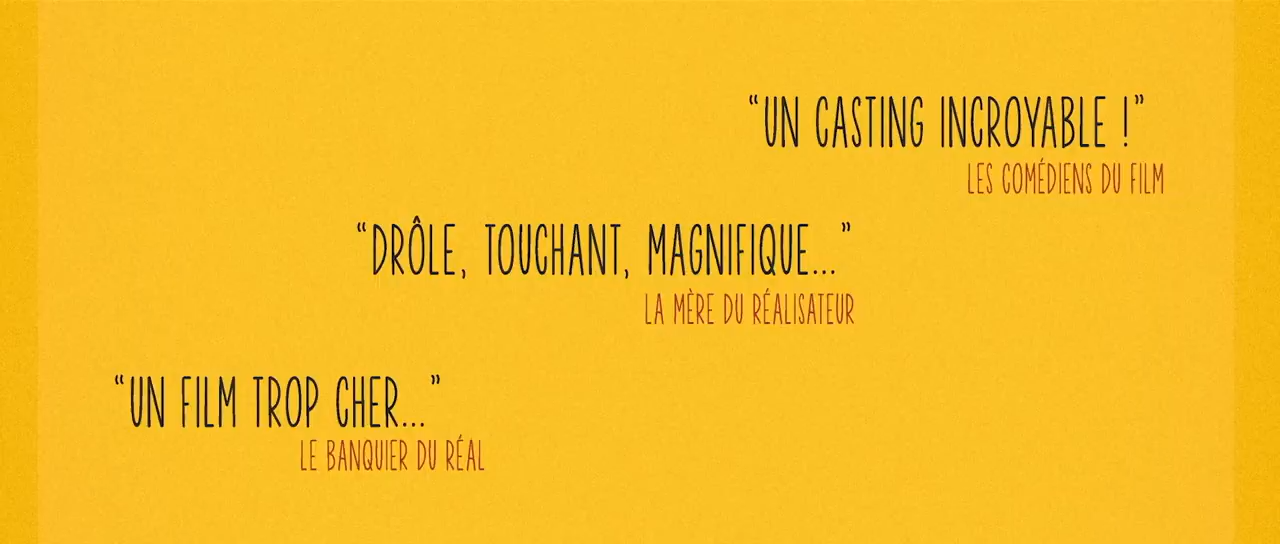 “UN CASTING INCROYABLE !”
LES COMÉDIENS DU FILM
“DRÔLE, TOUCHANT, MAGNIFIQUE...”
LA MÈRE DU RÉALISATEUR
“UN FILM TROP CHER...”
LE BANQUIER DU RÉAL